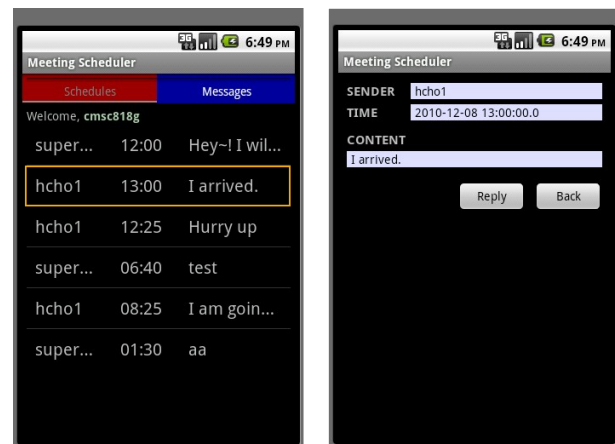 3G 6:49 PM
Meeting Scheduler
Schedules Messages
Welcome, cmsc818g
super... 12:00 Hey~! I wil...
hcho1 13:00 I arrived.
hcho1 12:25 Hurry up
super... 06:40 test
hcho1 08:25 I am goin...
super... 01:30 aa
3G 6:49 PM
Meeting Scheduler
SENDER hcho1
TIME 2010-12-08 13:00:00.0
CONTENT
I arrived.
Reply Back